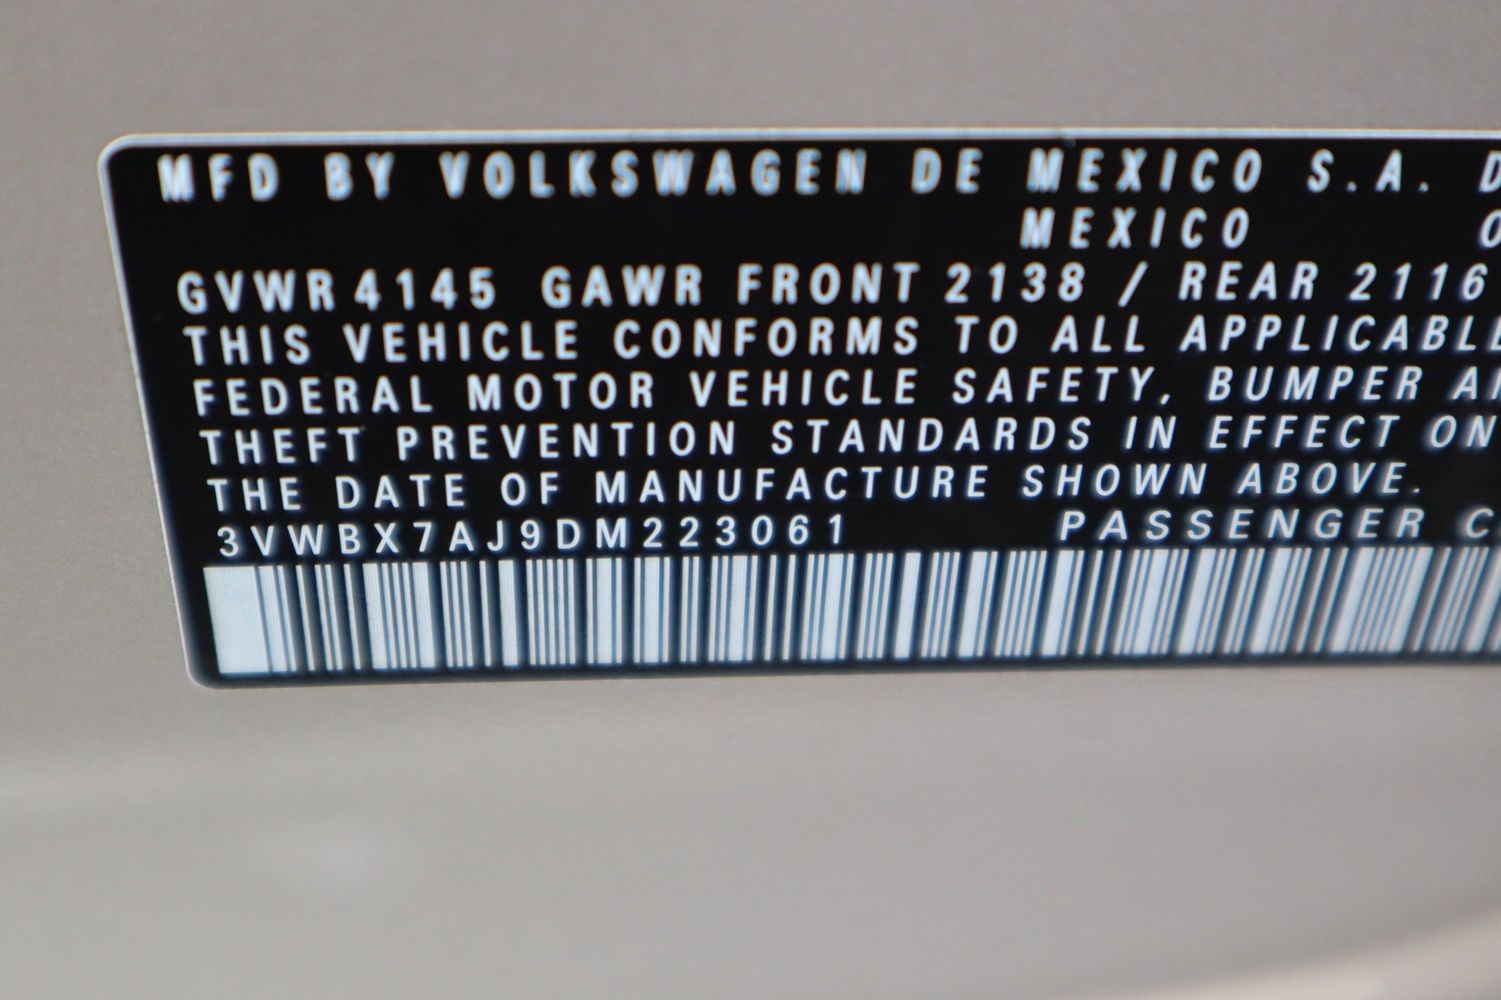 MFD BY VOLKSWAGEN DE MEXICO S.A. D
MEXICO
GVWR 4145 GAWR FRONT 2138 / REAR 2116
THIS VEHICLE CONFORMS TO ALL APPLICABLE
FEDERAL MOTOR VEHICLE SAFETY, BUMPER AN
THEFT PREVENTION STANDARDS IN EFFECT ON
THE DATE OF MANUFACTURE SHOWN ABOVE.
3VWBX7AJ9DM223061 PASSENGER C